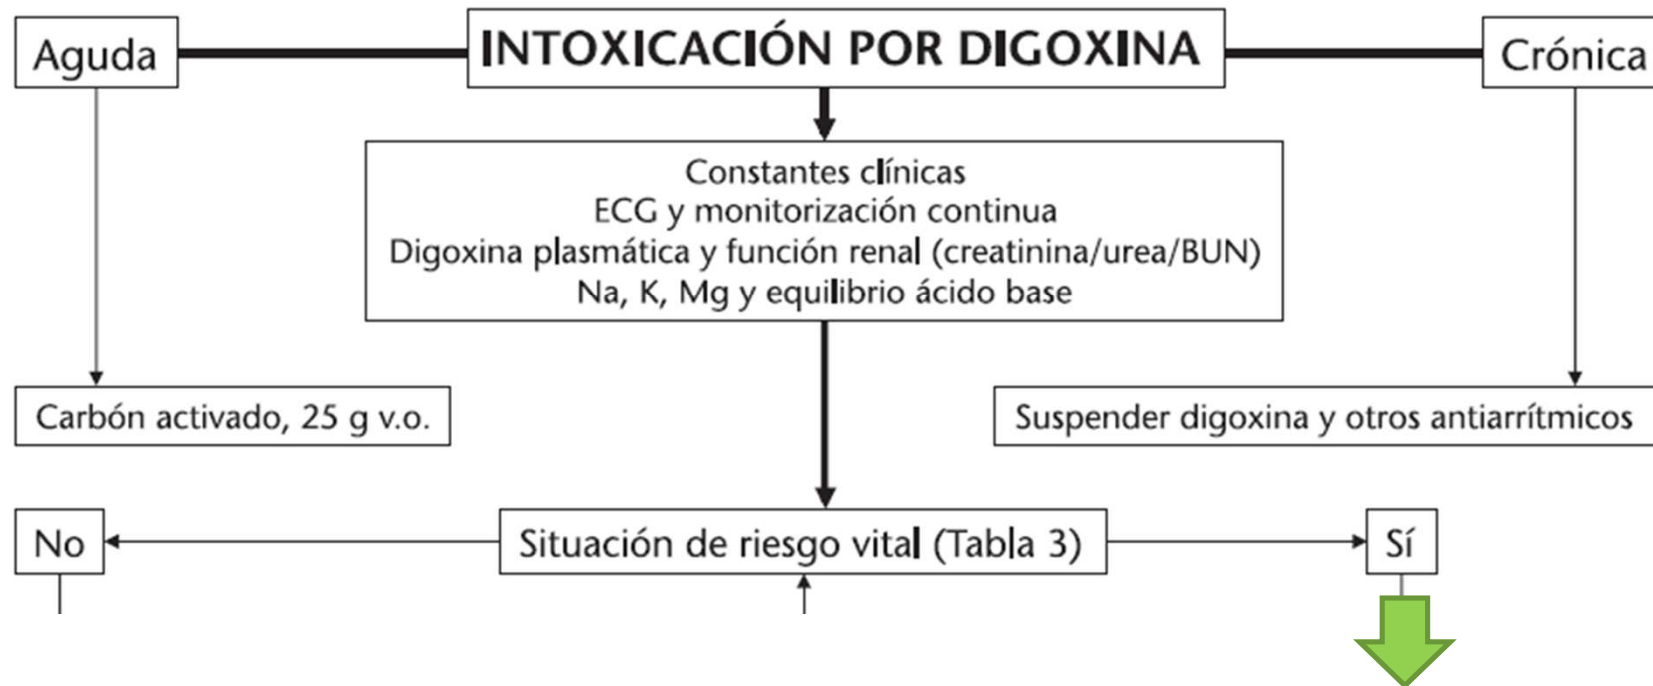 Aguda
INTOXICACIÓN POR DIGOXINA
Crónica
Constantes clínicas
ECG y monitorización continua
Digoxina plasmática y función renal (creatinina/urea/BUN)
Na, K, Mg y equilibrio ácido base
Carbón activado, 25 g v.o.
Suspender digoxina y otros antiarrítmicos
No
Situación de riesgo vital (Tabla 3)
Sí